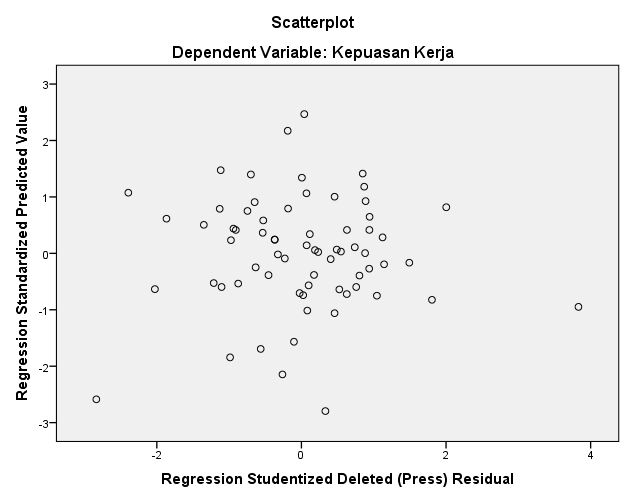 Scatterplot
Dependent Variable: Kepuasan Kerja
Regression Standardized Predicted Value
3
2
1
0
-1
-2
-3
-2
0
2
4
Regression Studentized Deleted (Press) Residual